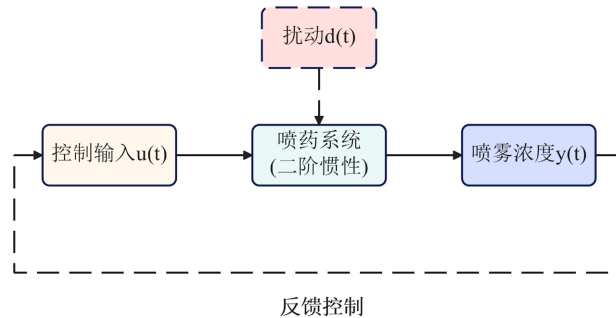 扰动d(t)
控制输入u(t)
喷药系统
(二阶惯性)
喷雾浓度y(t)
反馈控制